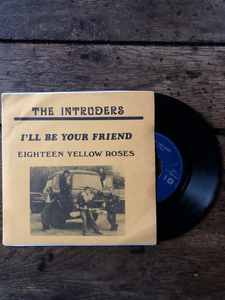 THE INTRUDERS
I'LL BE YOUR FRIEND
EIGHTEEN YELLOW ROSES